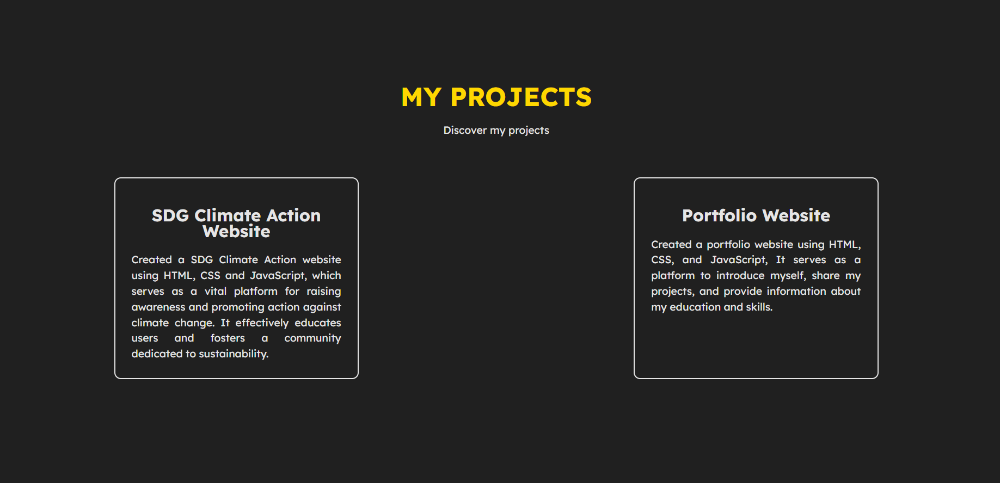 MY PROJECTS
Discover my projects
SDG Climate Action
Website
Created a SDG Climate Action website
using HTML, CSS and JavaScript, which
serves as a vital platform for raising
awareness and promoting action against
climate change. It effectively educates
users and fosters a community
dedicated to sustainability.
Portfolio Website
Created a portfolio website using HTML,
CSS, and JavaScript, It serves as a
platform to introduce myself, share my
projects, and provide information about
my education and skills.